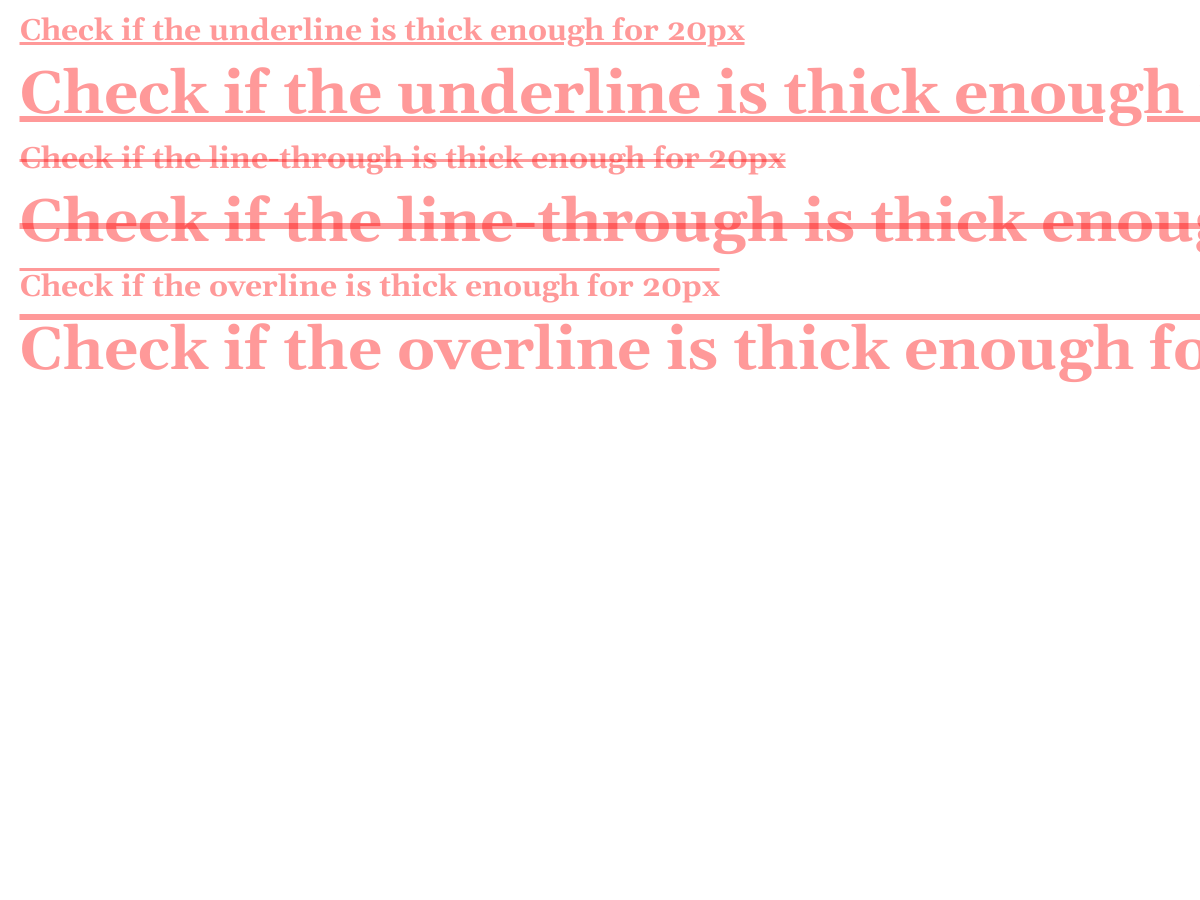 Check if the underline is thick enough for 20px
Check if the underline is thick enough
Check if the line-through is thick enough for 20px
Check if the line-through is thick enoug
Check if the overline is thick enough for 20px
Check if the overline is thick enough fo